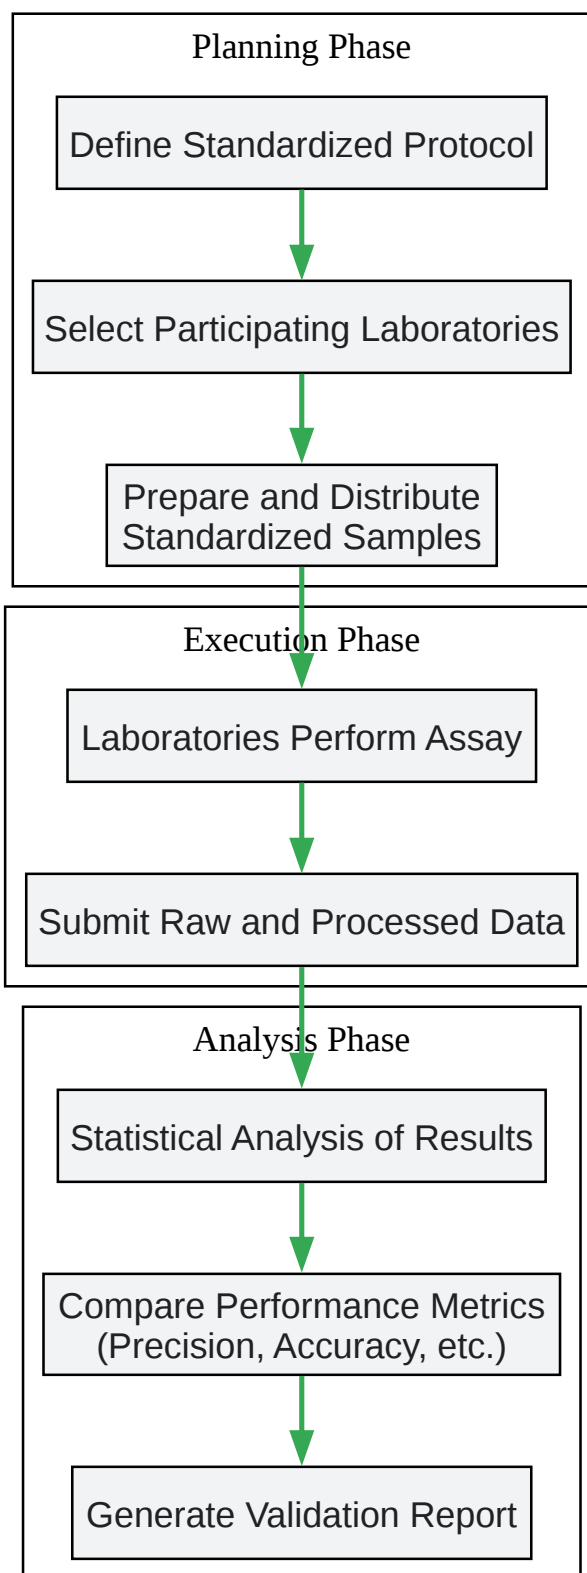 Planning Phase
Define Standardized Protocol
Select Participating Laboratories
Prepare and Distribute
Standardized Samples
Execution Phase
Laboratories Perform Assay
Submit Raw and Processed Data
Analysis Phase
Statistical Analysis of Results
Compare Performance Metrics
(Precision, Accuracy, etc.)
Generate Validation Report